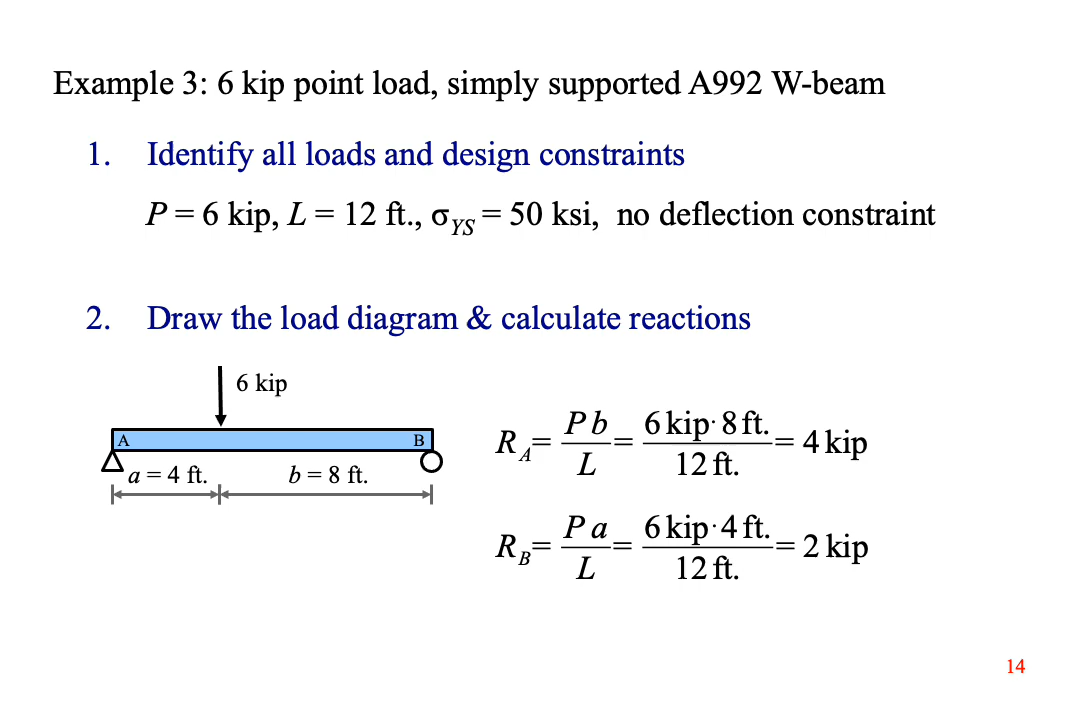 Example 3: 6 kip point load, simply supported A992 W-beam
1. Identify all loads and design constraints
P = 6 kip, L = 12 ft., σYS = 50 ksi, no deflection constraint
2. Draw the load diagram & calculate reactions
6 kip
A B
a = 4 ft. b = 8 ft.
R_A = P b / L = 6 kip · 8 ft. / 12 ft. = 4 kip
R_B = P a / L = 6 kip · 4 ft. / 12 ft. = 2 kip
14